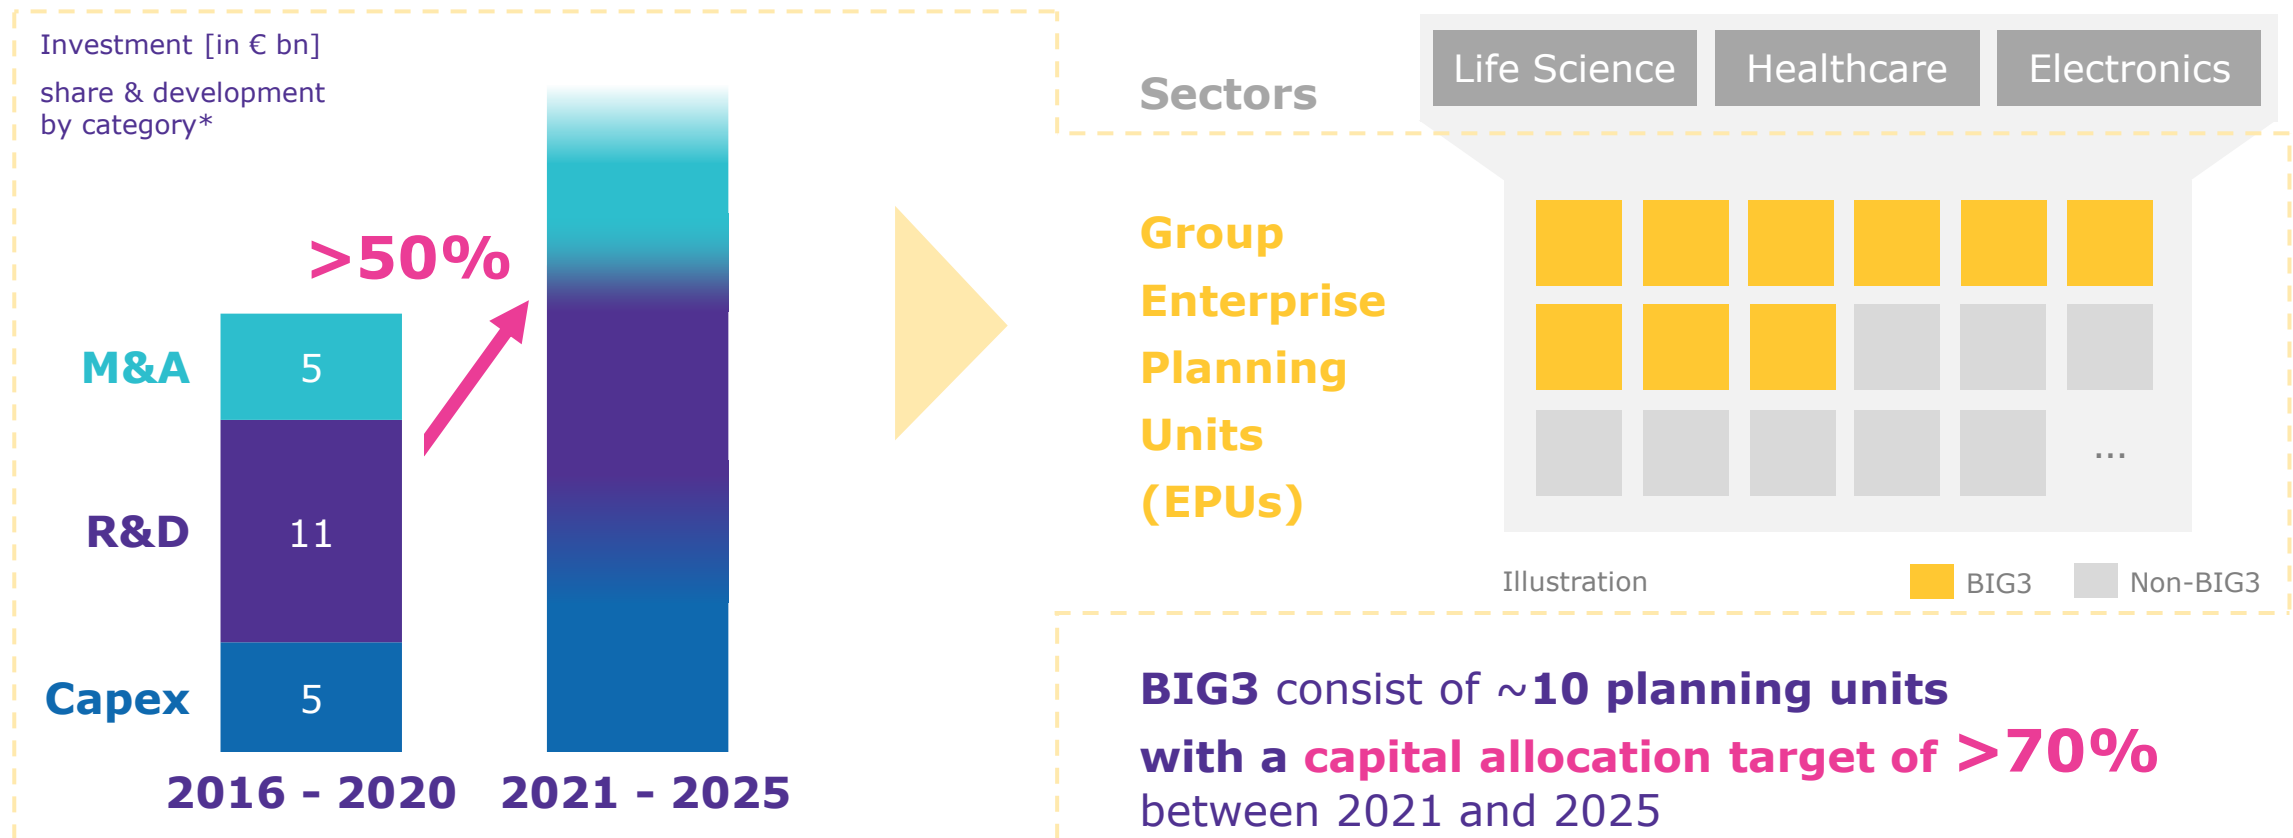 Investment [in € bn]
share & development
by category*
>50%
M&A
5
R&D
11
Capex
5
2016 - 2020
2021 - 2025
Sectors
Life Science
Healthcare
Electronics
Group
Enterprise
Planning
Units
(EPUs)
...
Illustration
BIG3
Non-BIG3
BIG3 consist of ~10 planning units
with a capital allocation target of >70%
between 2021 and 2025